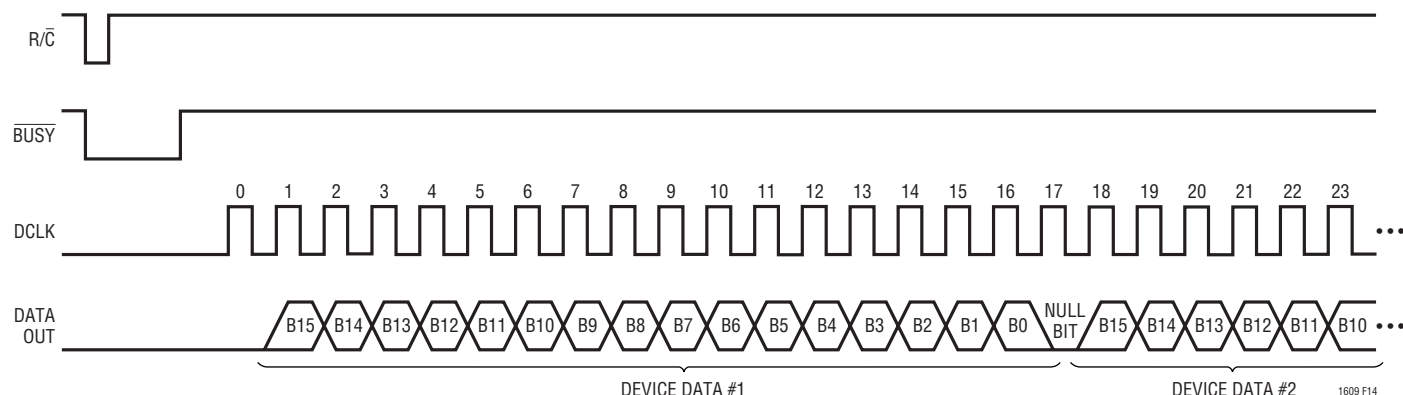 R/C̅
B̅U̅S̅Y̅
0 1 2 3 4 5 6 7 8 9 10 11 12 13 14 15 16 17 18 19 20 21 22 23
DCLK
•••
DATA
OUT
B15 B14 B13 B12 B11 B10 B9 B8 B7 B6 B5 B4 B3 B2 B1 B0
NULL
BIT
B15 B14 B13 B12 B11 B10 •••
DEVICE DATA #1
DEVICE DATA #2
1609 F14